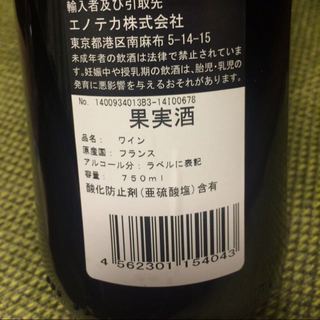 輸入者及び引取先
エノテカ株式会社
東京都港区南麻布5-14-15
未成年者の飲酒は法律で禁止されています。
妊娠中や授乳期の飲酒は、胎児・乳児の
発育に悪影響を与えるおそれがあります。
No. 1400934013B3-14I00678
果実酒
品名: ワイン
原産国: フランス
アルコール分: ラベルに表記
容量: 750ml
酸化防止剤(亜硫酸塩)含有
4 562301 154043